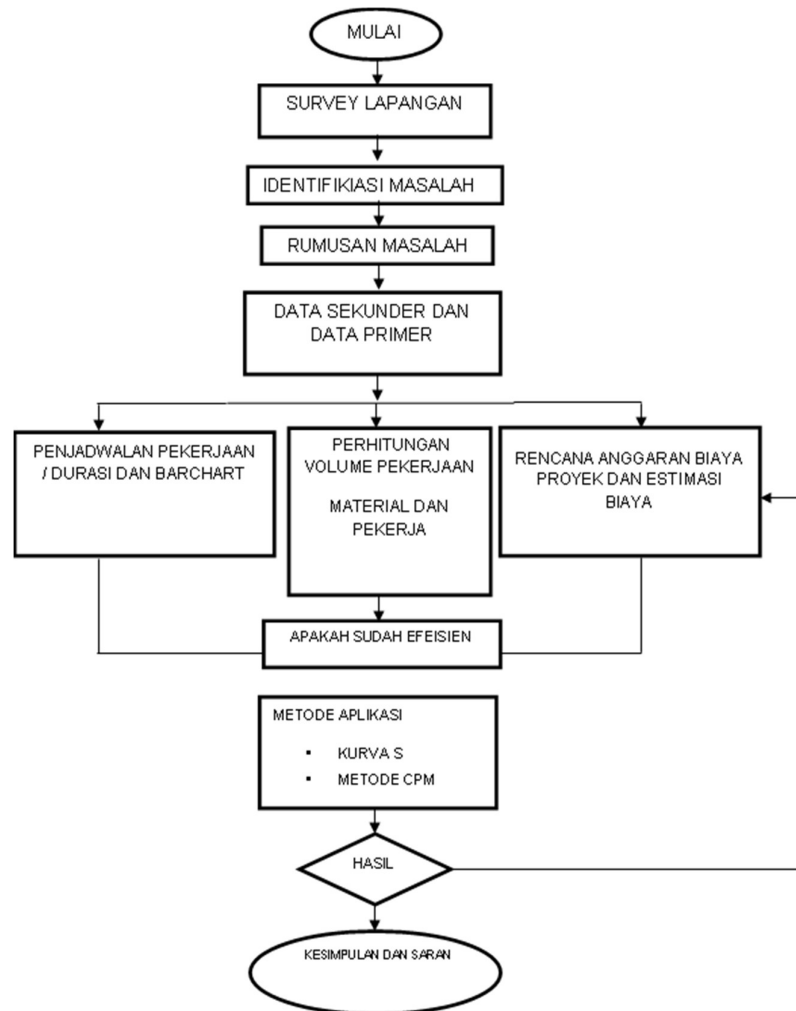 MULAI
SURVEY LAPANGAN
IDENTIFIKIASI MASALAH
RUMUSAN MASALAH
DATA SEKUNDER DAN
DATA PRIMER
PENJADWALAN PEKERJAAN
/ DURASI DAN BARCHART
PERHITUNGAN
VOLUME PEKERJAAN
MATERIAL DAN
PEKERJA
RENCANA ANGGARAN BIAYA
PROYEK DAN ESTIMASI
BIAYA
APAKAH SUDAH EFEISIEN
METODE APLIKASI
▪ KURVA S
▪ METODE CPM
HASIL
KESIMPULAN DAN SARAN